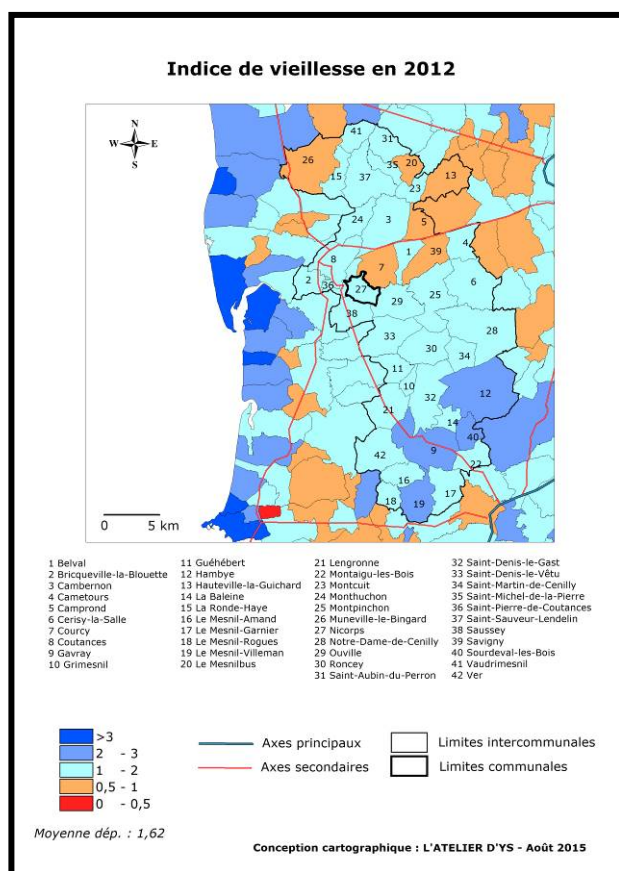 Indice de vieillesse en 2012
N
W E
S
41
31
26
35 20
15 37
13
23
24 3
5
4
1 39
8
7
2
36
27
6
25
29
38
28
33
30
34
11
10
12
32
21
14
40
9
42
22
16
17
18 19
0 5 km
1 Belval
2 Bricqueville-la-Blouette
3 Cambernon
4 Cametours
5 Camprond
6 Cerisy-la-Salle
7 Courcy
8 Coutances
9 Gavray
10 Grimesnil
11 Guéhébert
12 Hambye
13 Hauteville-la-Guichard
14 La Baleine
15 La Ronde-Haye
16 Le Mesnil-Amand
17 Le Mesnil-Garnier
18 Le Mesnil-Rogues
19 Le Mesnil-Villeman
20 Le Mesnilbus
21 Lengronne
22 Montaigu-les-Bois
23 Montcuit
24 Monthuchon
25 Montpinchon
26 Muneville-le-Bingard
27 Nicorps
28 Notre-Dame-de-Cenilly
29 Ouville
30 Roncey
31 Saint-Aubin-du-Perron
32 Saint-Denis-le-Gast
33 Saint-Denis-le-Vêtu
34 Saint-Martin-de-Cenilly
35 Saint-Michel-de-la-Pierre
36 Saint-Pierre-de-Coutances
37 Saint-Sauveur-Lendelin
38 Saussey
39 Savigny
40 Sourdeval-les-Bois
41 Vaudrimesnil
42 Ver
>3
2 - 3
1 - 2
0,5 - 1
0 - 0,5
Axes principaux
Axes secondaires
Limites intercommunales
Limites communales
Moyenne dép. : 1,62
Conception cartographique : L'ATELIER D'YS - Août 2015